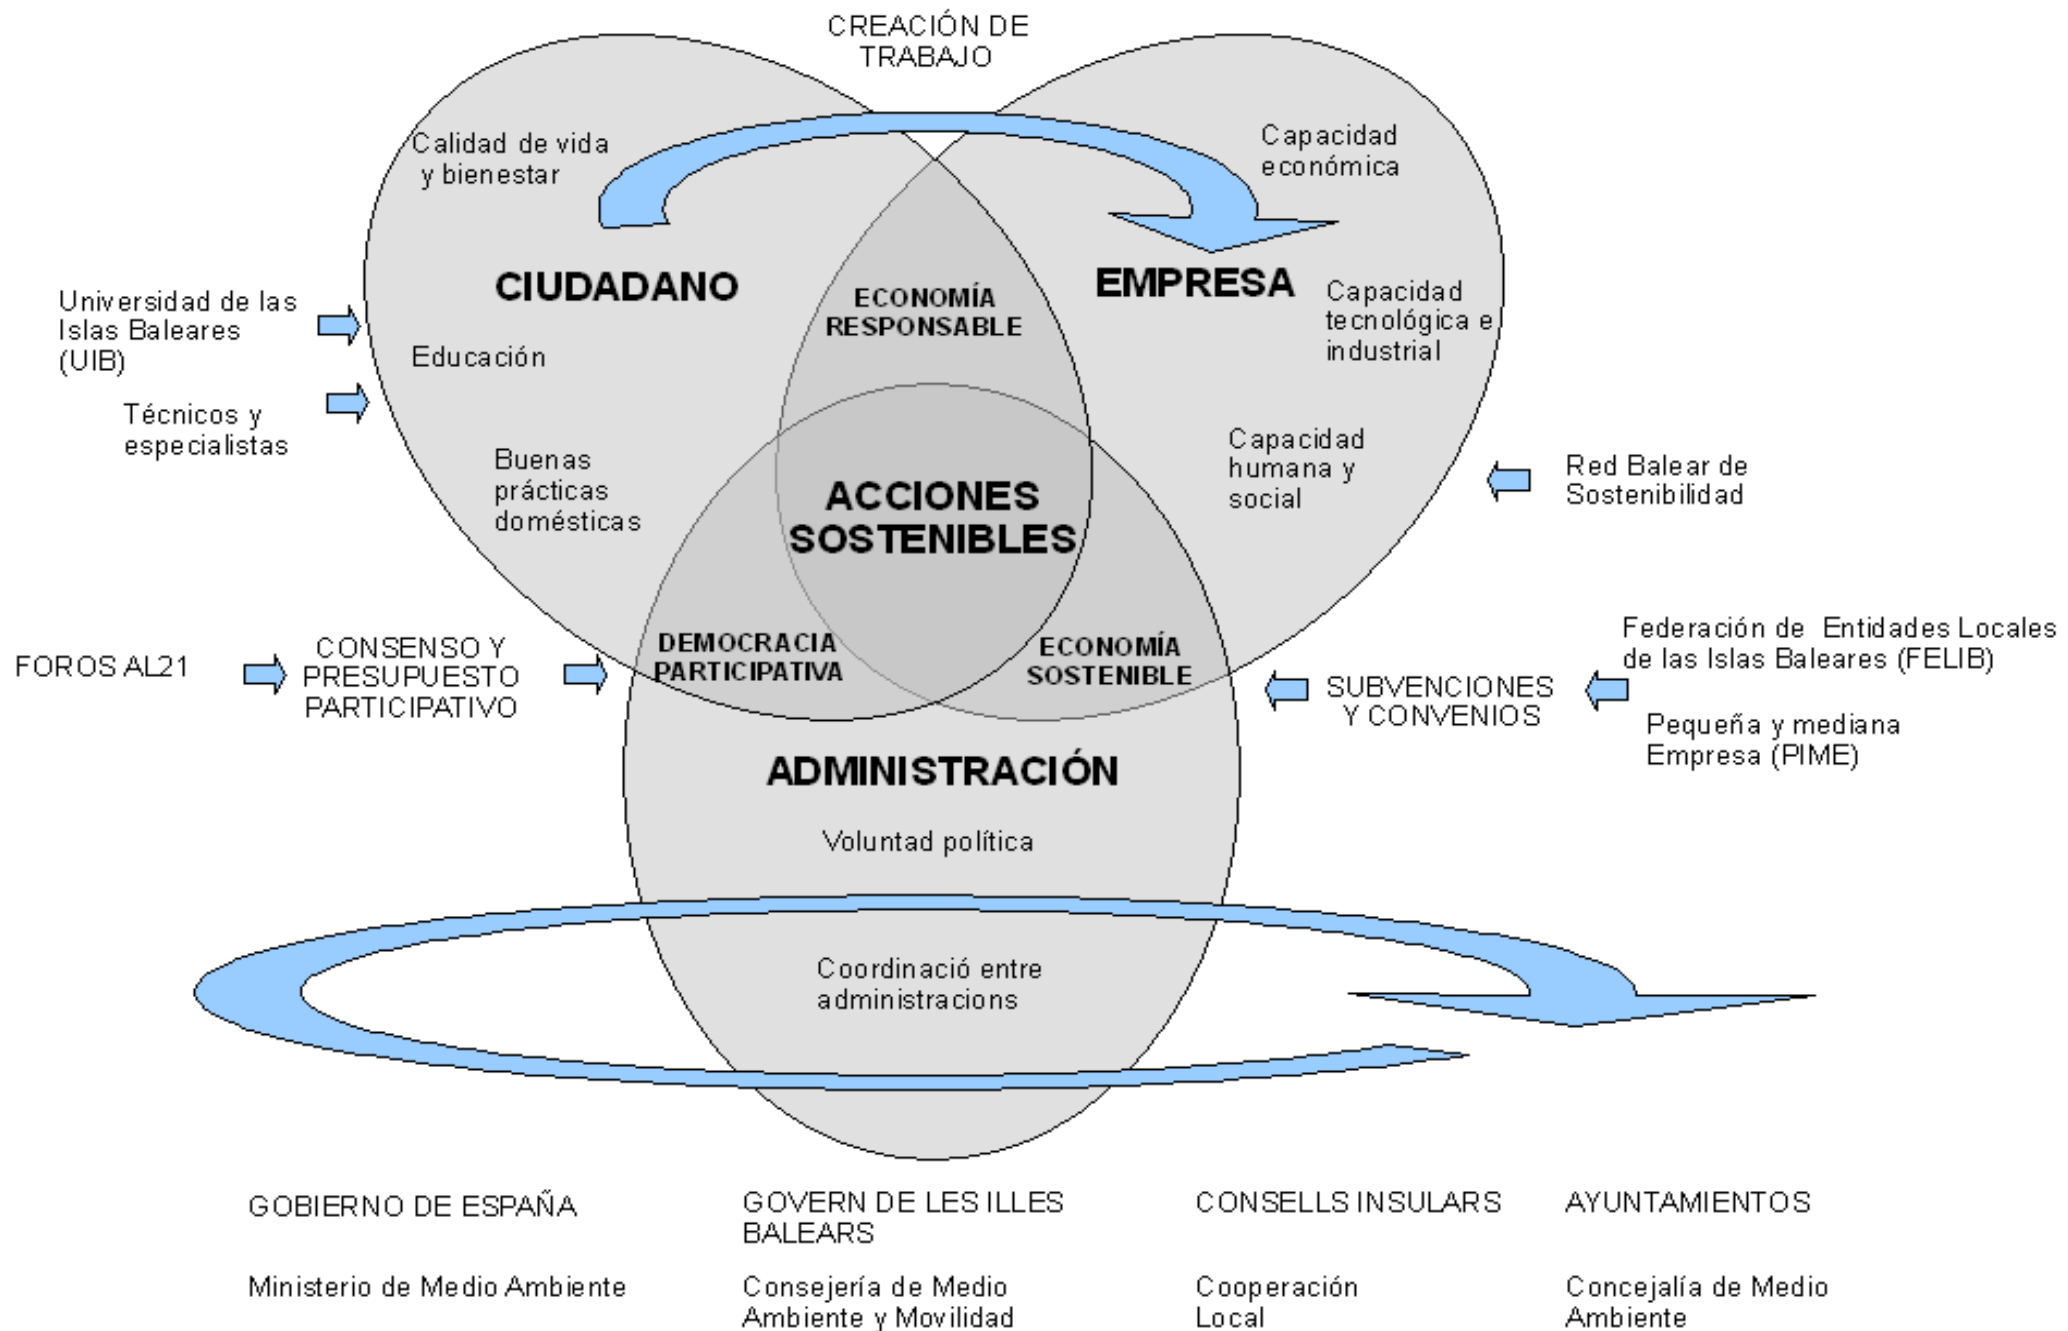 CREACIÓN DE
TRABAJO
Calidad de vida
y bienestar
Capacidad
económica
CIUDADANO
EMPRESA
ECONOMÍA
RESPONSABLE
Capacidad
tecnológica e
industrial
Universidad de las
Islas Baleares
(UIB)
Educación
Técnicos y
especialistas
Buenas
prácticas
domésticas
Capacidad
humana y
social
Red Balear de
Sostenibilidad
ACCIONES
SOSTENIBLES
FOROS AL21
CONSENSO Y
PRESUPUESTO
PARTICIPATIVO
DEMOCRACIA
PARTICIPATIVA
ECONOMÍA
SOSTENIBLE
SUBVENCIONES
Y CONVENIOS
Federación de Entidades Locales
de las Islas Baleares (FELIB)
Pequeña y mediana
Empresa (PIME)
ADMINISTRACIÓN
Voluntad política
Coordinació entre
administracions
GOBIERNO DE ESPAÑA
GOVERN DE LES ILLES
BALEARS
CONSELLS INSULARS
AYUNTAMIENTOS
Ministerio de Medio Ambiente
Consejería de Medio
Ambiente y Movilidad
Cooperación
Local
Concejalía de Medio
Ambiente